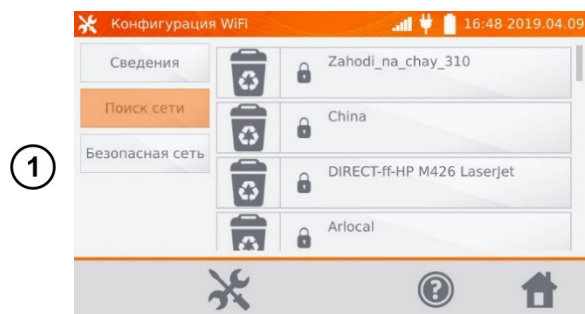 Конфигурация WiFi
16:48 2019.04.09
Сведения
Поиск сети
Безопасная сеть
Zahodi_na_chay_310
China
DIRECT-ff-HP M426 LaserJet
Arlocal
1
?